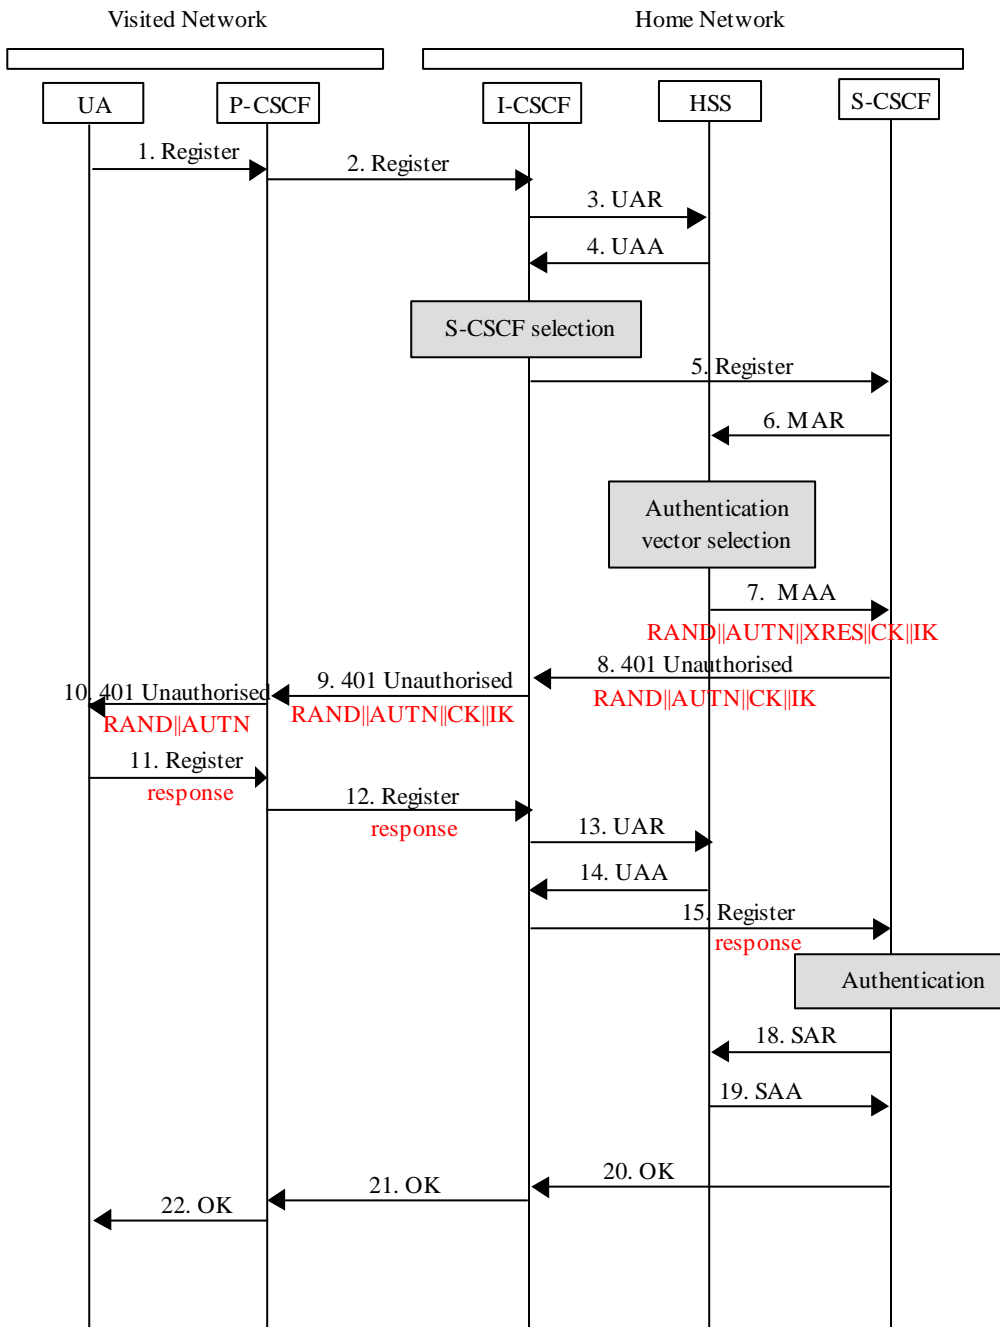 Visited Network
Home Network
UA
P-CSCF
I-CSCF
HSS
S-CSCF
1. Register
2. Register
3. UAR
4. UAA
S-CSCF selection
5. Register
6. MAR
Authentication
vector selection
7. MAA
RAND||AUTN||XRES||CK||IK
8. 401 Unauthorised
RAND||AUTN||CK||IK
9. 401 Unauthorised
RAND||AUTN||CK||IK
10. 401 Unauthorised
RAND||AUTN
11. Register
response
12. Register
response
13. UAR
14. UAA
15. Register
response
Authentication
18. SAR
19. SAA
20. OK
21. OK
22. OK